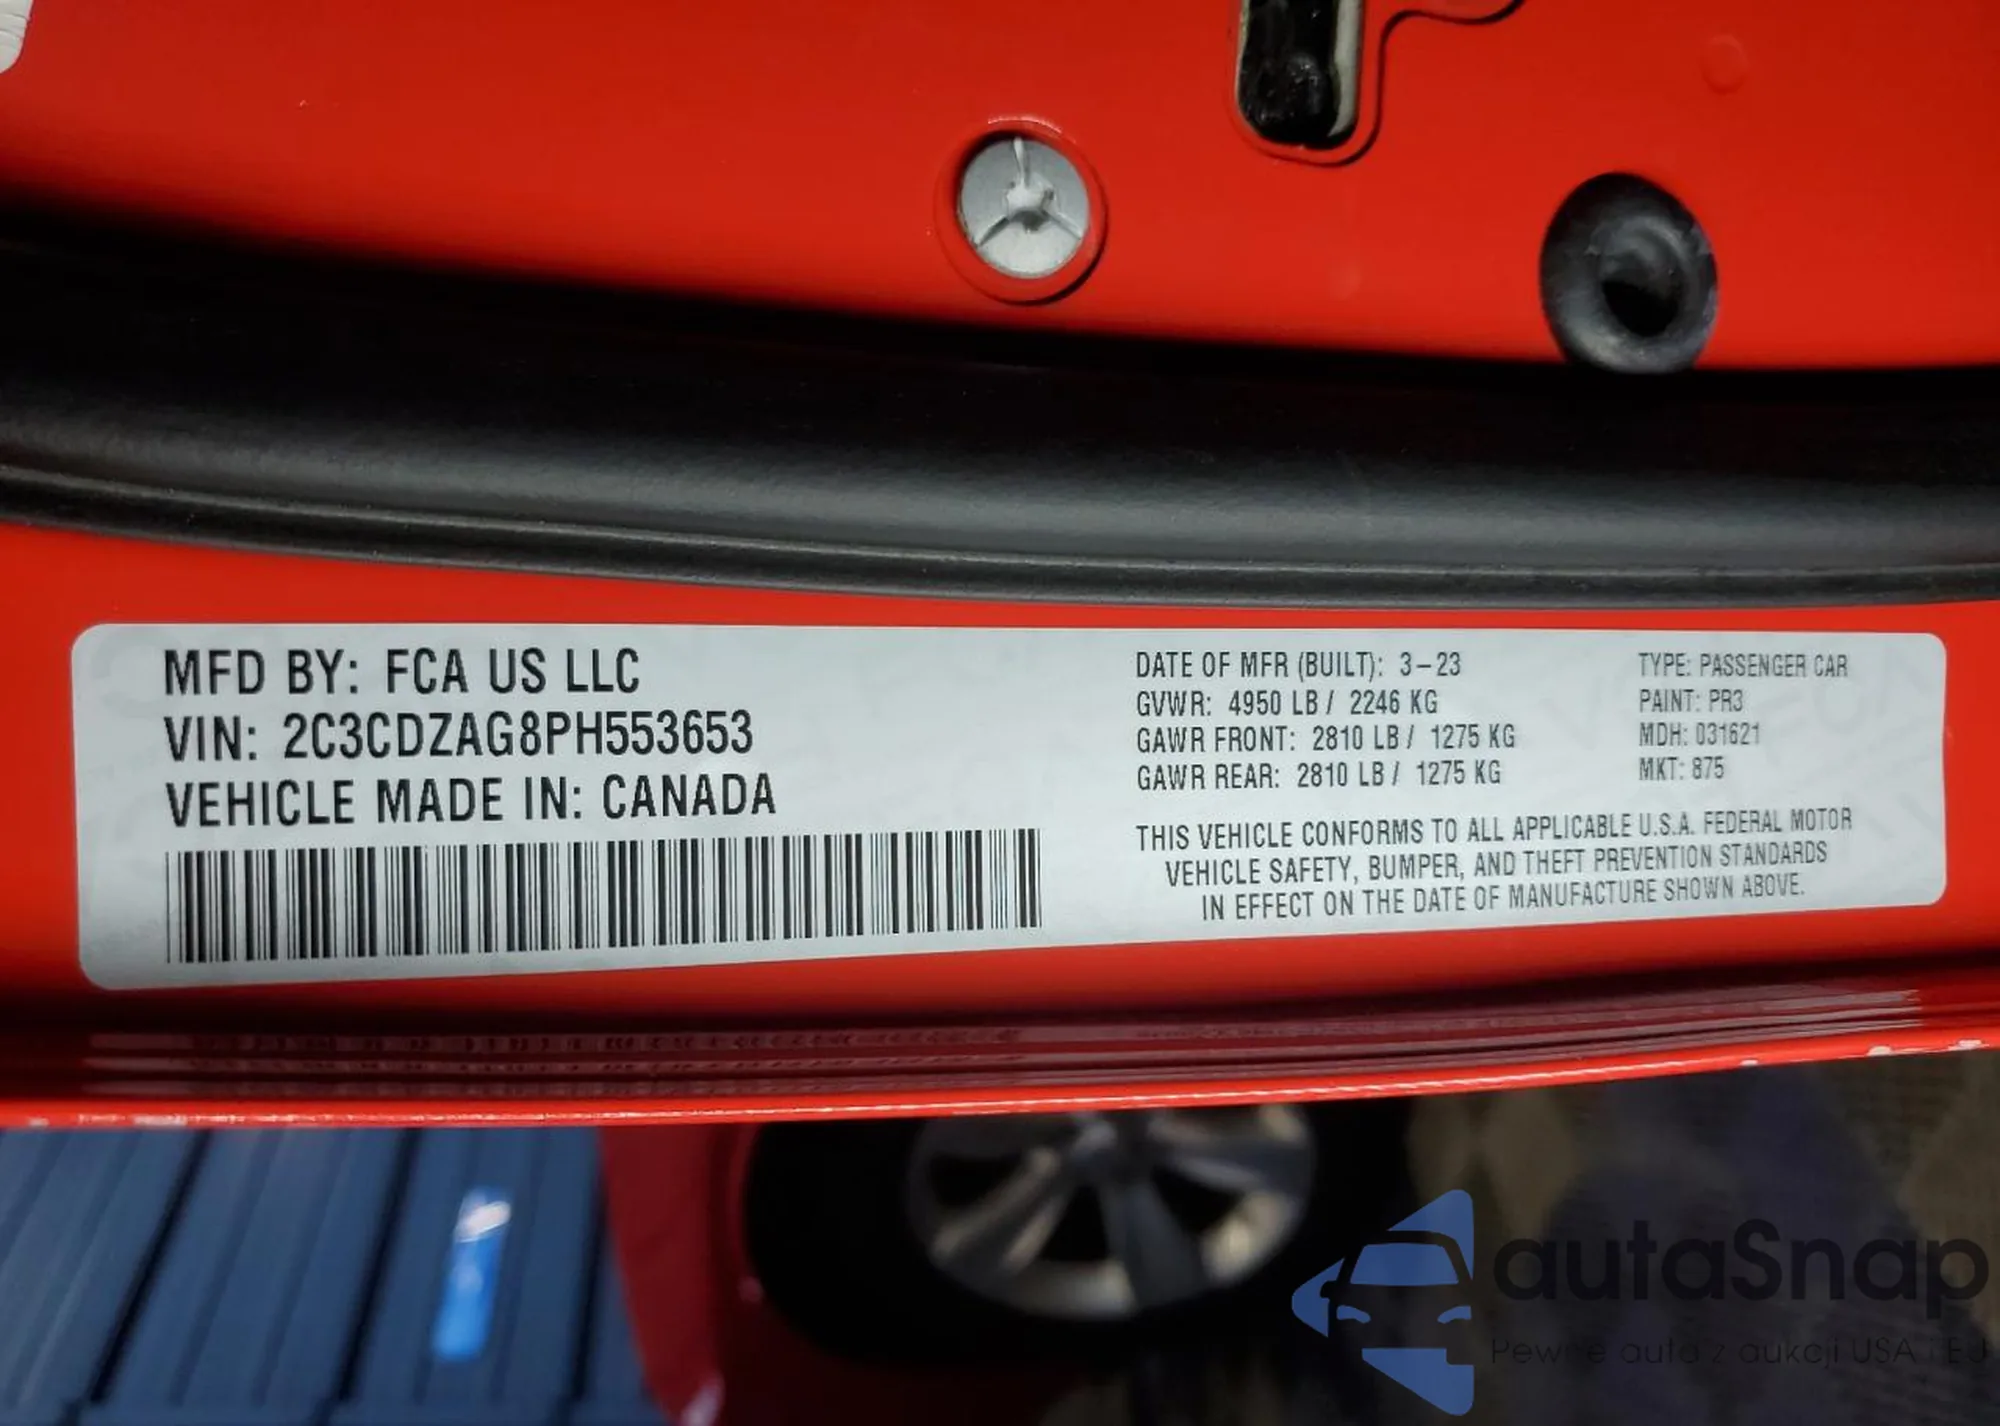 MFD BY: FCA US LLC
VIN: 2C3CDZAG8PH553653
VEHICLE MADE IN: CANADA
DATE OF MFR (BUILT): 3-23
GVWR: 4950 LB / 2246 KG
GAWR FRONT: 2810 LB / 1275 KG
GAWR REAR: 2810 LB / 1275 KG
TYPE: PASSENGER CAR
PAINT: PR3
MDH: 031621
MKT: 875
THIS VEHICLE CONFORMS TO ALL APPLICABLE U.S.A. FEDERAL MOTOR
VEHICLE SAFETY, BUMPER, AND THEFT PREVENTION STANDARDS
IN EFFECT ON THE DATE OF MANUFACTURE SHOWN ABOVE.
autaSnap
Pewne auta z aukcji USA i EU